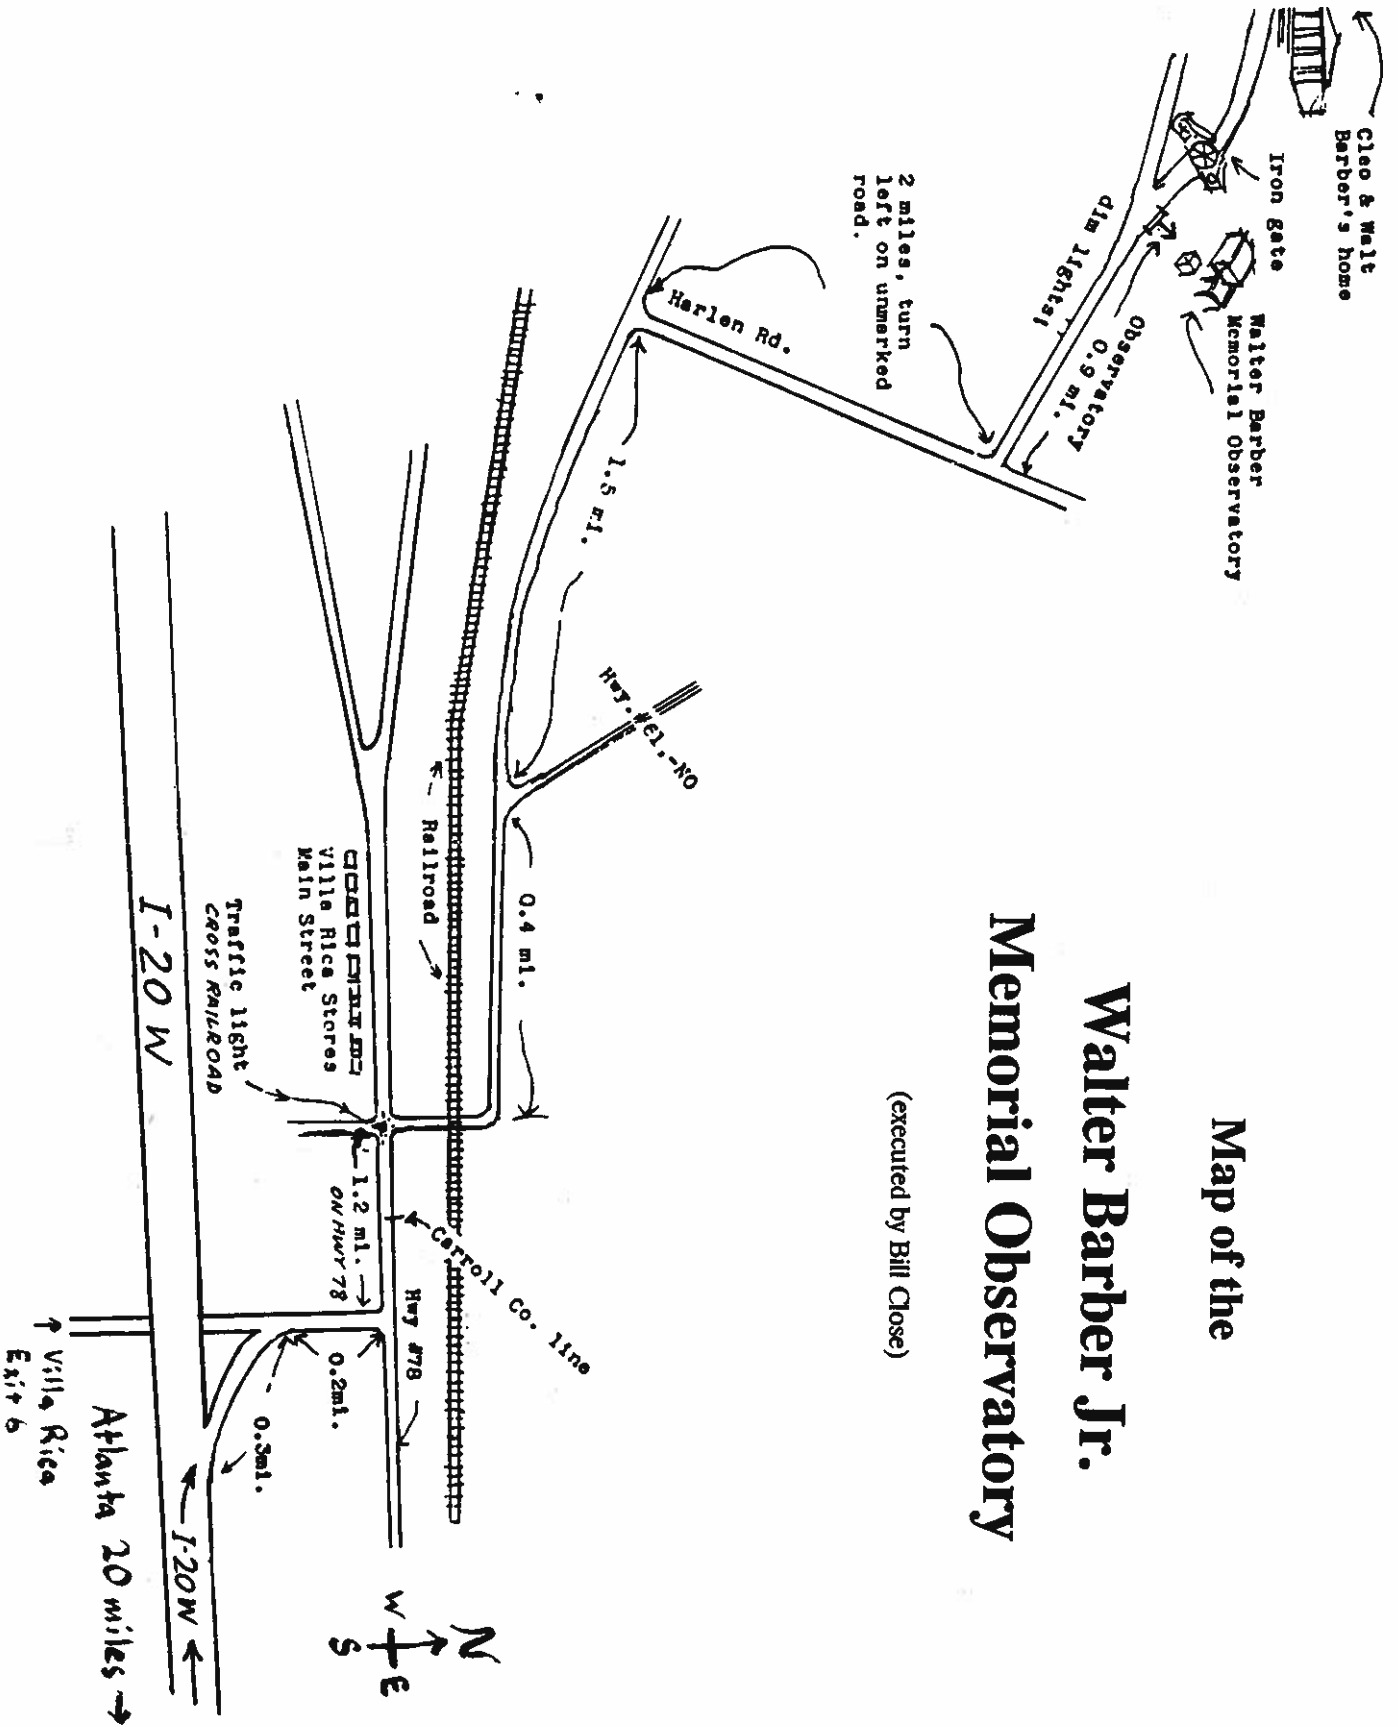 Map of the
Walter Barber Jr.
Memorial Observatory
(executed by Bill Close)
Cleo & Walt
Barber's home
Iron gate
Walter Barber
Memorial Observatory
dim lights!
Observatory
0.9 mi.
2 miles, turn
left on unmarked
road.
Harlen Rd.
1.5 mi.
Hwy. #61.-NO
0.4 mi.
Railroad
Villa Rica Stores
Main Street
Traffic light
CROSS RAILROAD
1.2 mi.
ON HWY 78
Carroll Co. line
Hwy #78
0.2mi.
0.3mi.
I-20 W
I-20W
Villa Rica
Exit 6
Atlanta 20 miles
N
W
E
S